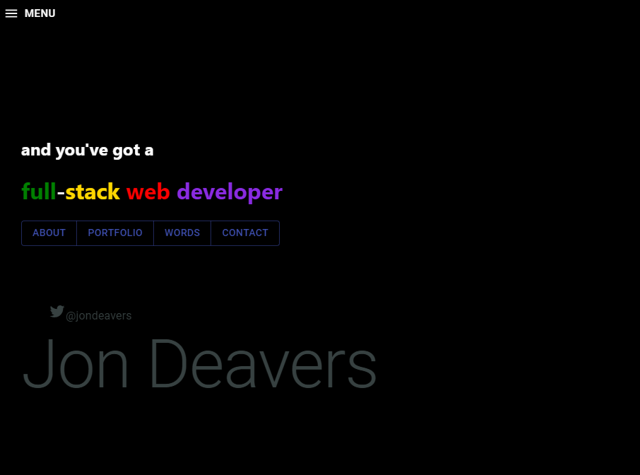 MENU
and you've got a
full-stack web developer
ABOUT PORTFOLIO WORDS CONTACT
@jondeavers
Jon Deavers